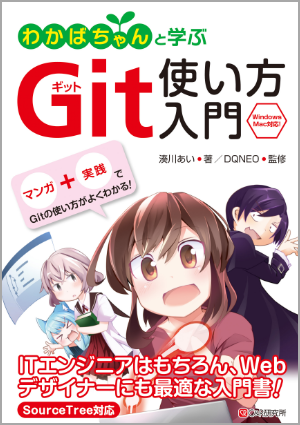 わかばちゃんと学ぶ
Git
ギット
使い方
入門
Windows
Mac対応!
湊川あい・著/DQNEO・監修
マンガ+実践で
Gitの使い方がよくわかる!
ITエンジニアはもちろん、Web
デザイナーにも最適な入門書!
SourceTree対応
C&R研究所